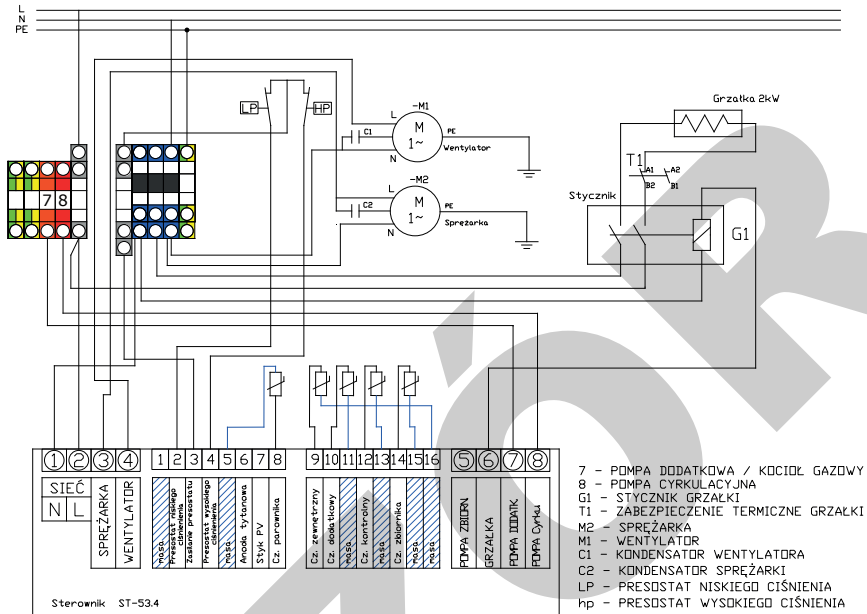 L
N
PE
LP
HP
-M1
L
C1
M
1~
PE
Wentylator
N
-M2
L
C2
M
1~
PE
Sprężarka
N
Grzałka 2kW
T1
A1
A2
B2
B1
Stycznik
G1
7 8
1 2 3 4
1 2 3 4 5 6 7 8
9 10 11 12 13 14 15 16
5 6 7 8
SIEĆ
N L
SPRĘŻARKA
WENTYLATOR
masa
Presostat niskiego ciśnienienia
Zasilanie presostatu
Presostat wysokiego ciśnienienia
masa
Anoda tytanowa
Styk PV
Cz. parownika
Cz. zewnętrzny
Cz. dodatkowy
masa
Cz. kontrolny
masa
Cz. zbiornika
masa
masa
POMPA ZBIORN.
GRZAŁKA
POMPA DODATK.
POMPA Cyrkul
Sterownik ST-53.4
7 - POMPA DODATKOWA / KOCIOŁ GAZOWY
8 - POMPA CYRKULACYJNA
G1 - STYCZNIK GRZAŁKI
T1 - ZABEZPIECZENIE TERMICZNE GRZAŁKI
M2 - SPRĘŻARKA
M1 - WENTYLATOR
C1 - KONDENSATOR WENTYLATORA
C2 - KONDENSATOR SPRĘŻARKI
LP - PRESOSTAT NISKIEGO CIŚNIENIA
hp - PRESOSTAT WYSOKIEGO CIŚNIENIA